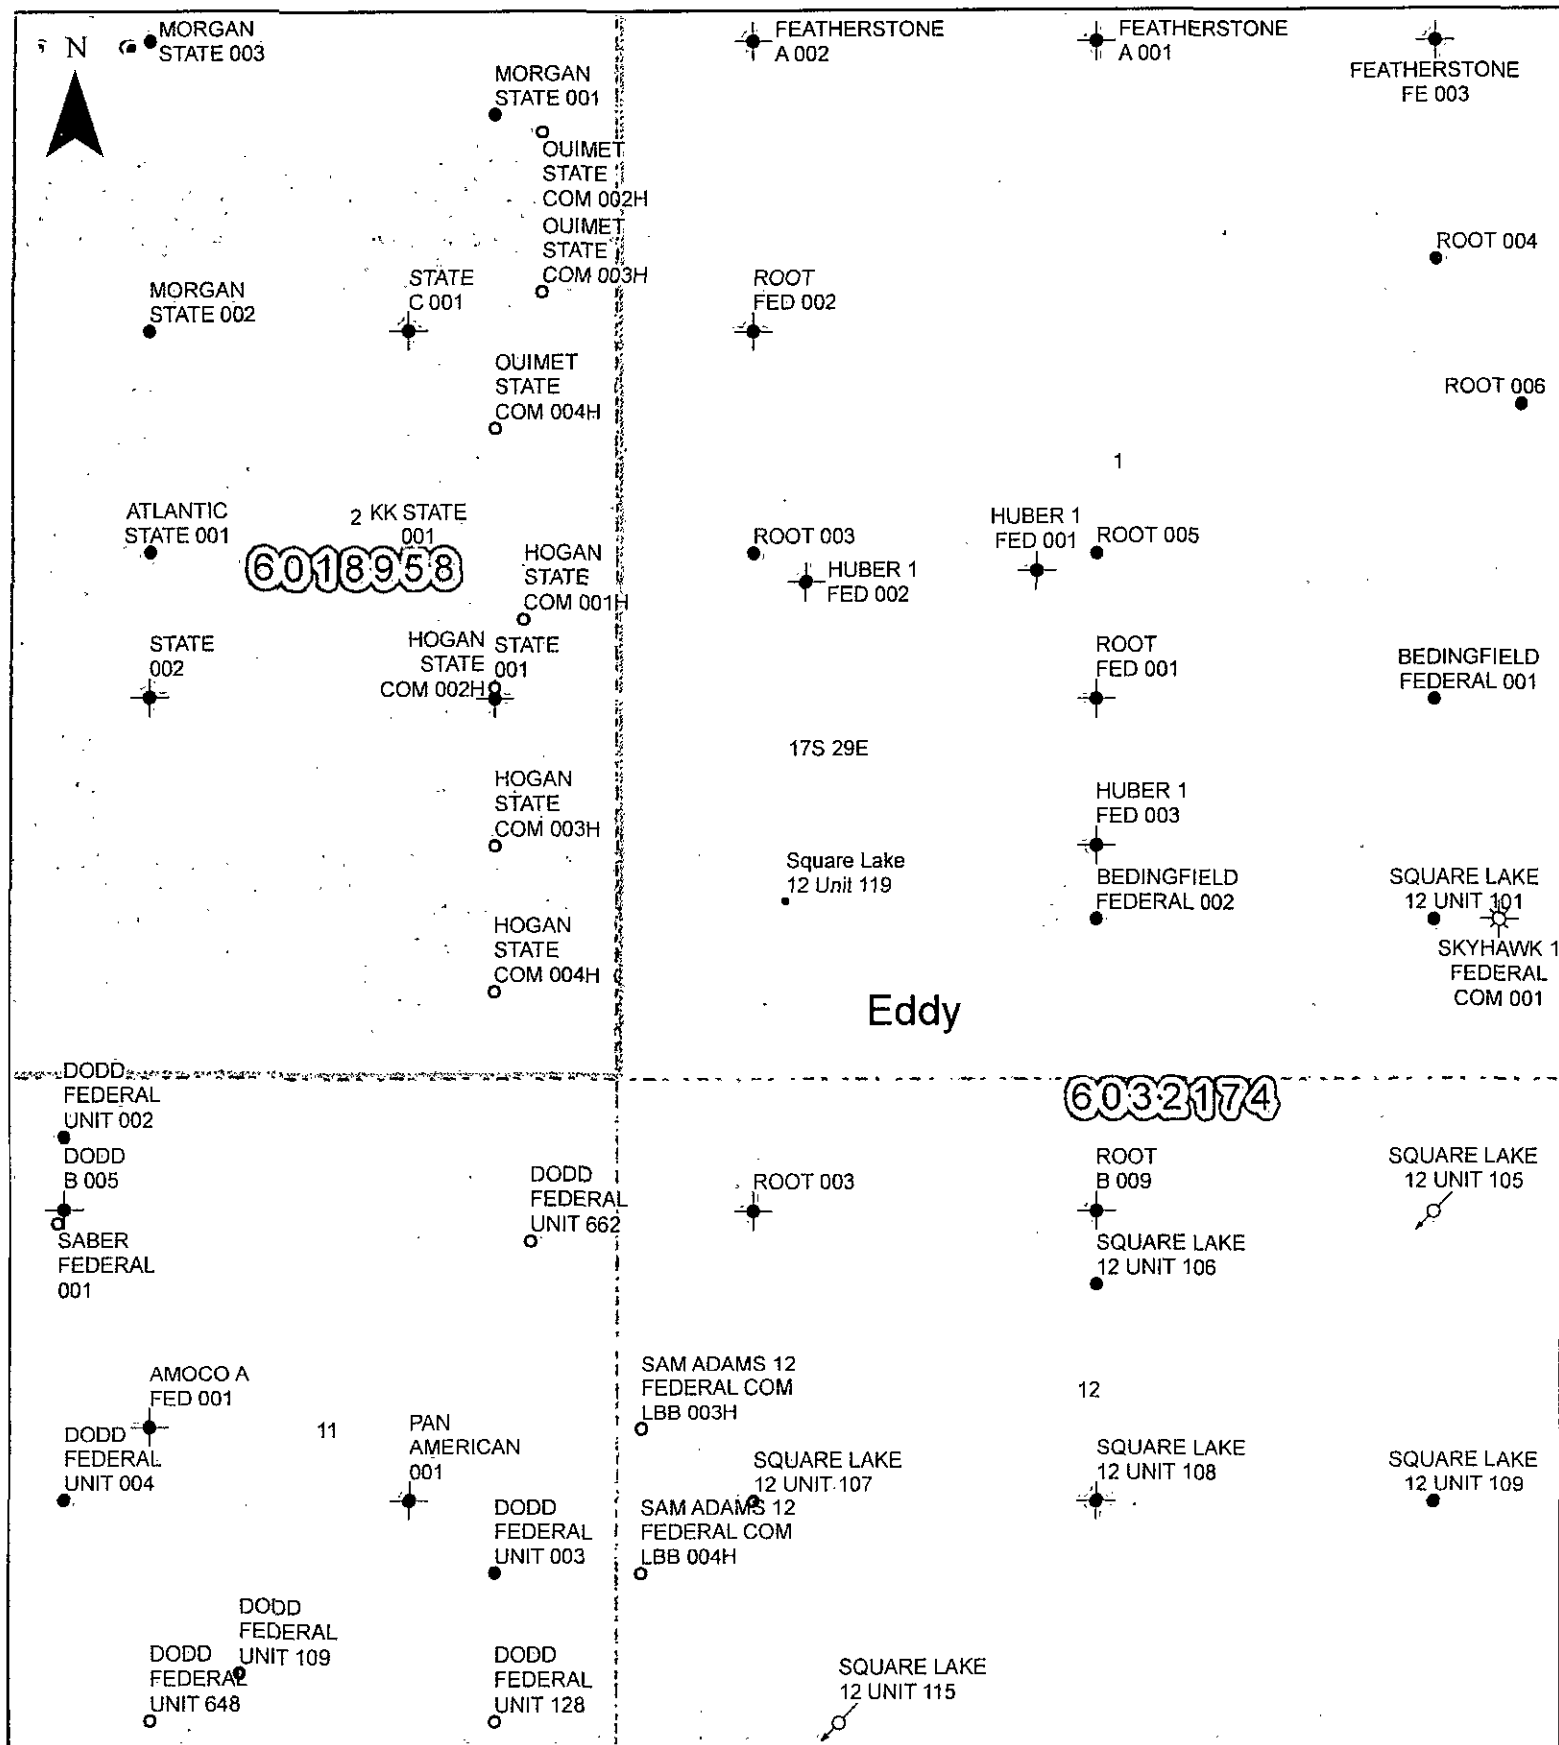 N
MORGAN
STATE 003
FEATHERSTONE
A 002
FEATHERSTONE
A 001
FEATHERSTONE
FE 003
MORGAN
STATE 001
OUIMET
STATE
COM 002H
OUIMET
STATE
COM 003H
ROOT 004
MORGAN
STATE 002
STATE
C 001
ROOT
FED 002
OUIMET
STATE
COM 004H
ROOT 006
1
ATLANTIC
STATE 001
2
KK STATE
001
6018958
HOGAN
STATE
COM 001H
ROOT 003
HUBER 1
FED 002
HUBER 1
FED 001
ROOT 005
STATE
002
HOGAN
STATE
COM 002H
STATE
001
ROOT
FED 001
BEDINGFIELD
FEDERAL 001
17S 29E
HOGAN
STATE
COM 003H
HUBER 1
FED 003
Square Lake
12 Unit 119
BEDINGFIELD
FEDERAL 002
SQUARE LAKE
12 UNIT 101
HOGAN
STATE
COM 004H
SKYHAWK 1
FEDERAL
COM 001
Eddy
DODD
FEDERAL
UNIT 002
6032174
DODD
B 005
DODD
FEDERAL
UNIT 662
ROOT 003
ROOT
B 009
SQUARE LAKE
12 UNIT 105
SABER
FEDERAL
001
SQUARE LAKE
12 UNIT 106
AMOCO A
FED 001
SAM ADAMS 12
FEDERAL COM
LBB 003H
12
11
DODD
FEDERAL
UNIT 004
PAN
AMERICAN
001
SQUARE LAKE
12 UNIT 107
SQUARE LAKE
12 UNIT 108
SQUARE LAKE
12 UNIT 109
DODD
FEDERAL
UNIT 003
SAM ADAMS 12
FEDERAL COM
LBB 004H
DODD
FEDERAL
UNIT 109
DODD
FEDERAL
UNIT 648
DODD
FEDERAL
UNIT 128
SQUARE LAKE
12 UNIT 115